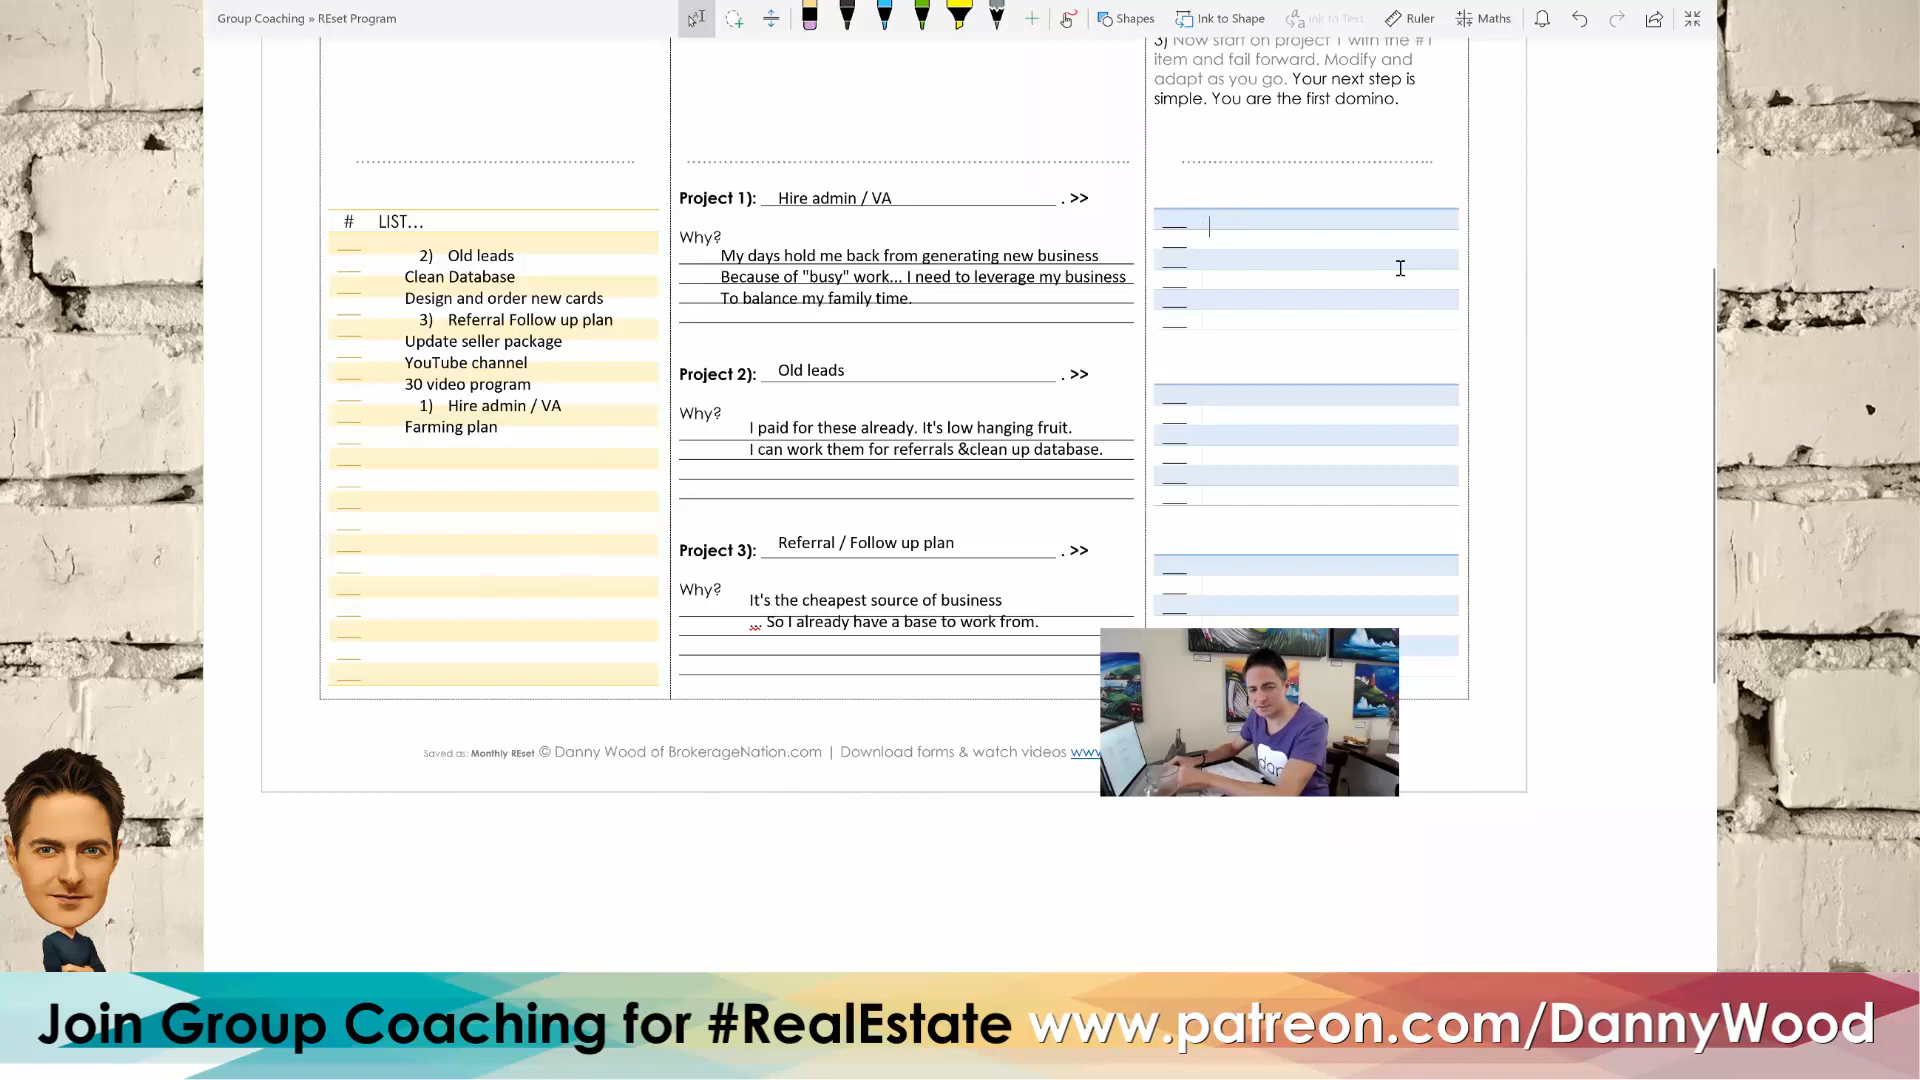 Group Coaching » REset Program
Shapes
Ink to Shape
Ink to Text
Ruler
Maths
3) Now start on project 1 with the #1
item and fail forward. Modify and
adapt as you go. Your next step is
simple. You are the first domino.
# LIST...
2) Old leads
Clean Database
Design and order new cards
3) Referral Follow up plan
Update seller package
YouTube channel
30 video program
1) Hire admin / VA
Farming plan
Project 1): Hire admin / VA . >>
Why?
My days hold me back from generating new business
Because of "busy" work... I need to leverage my business
To balance my family time.
Project 2): Old leads . >>
Why?
I paid for these already. It's low hanging fruit.
I can work them for referrals &clean up database.
Project 3): Referral / Follow up plan . >>
Why?
It's the cheapest source of business
... So I already have a base to work from.
Saved as: Monthly REset © Danny Wood of BrokerageNation.com | Download forms & watch videos www
Join Group Coaching for #RealEstate www.patreon.com/DannyWood